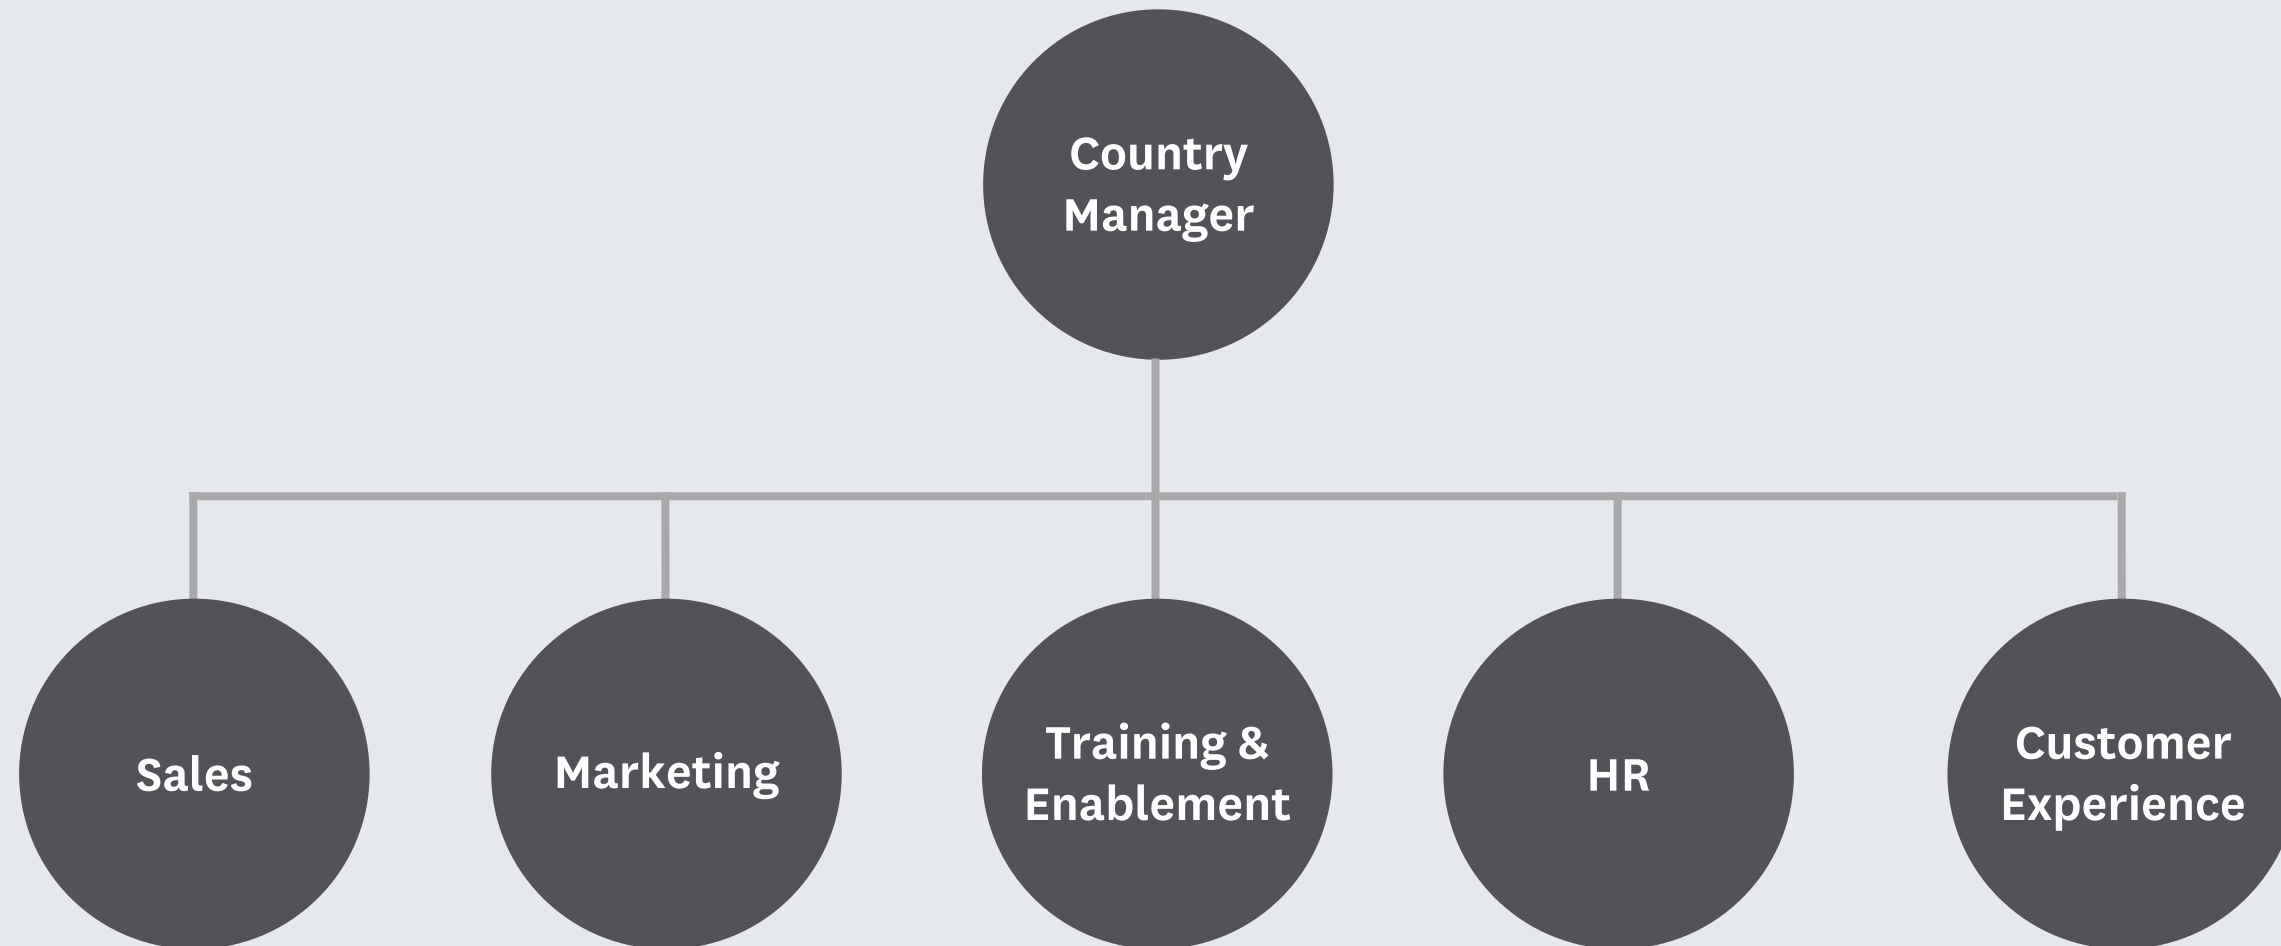 Country
Manager
Sales
Marketing
Training &
Enablement
HR
Customer
Experience